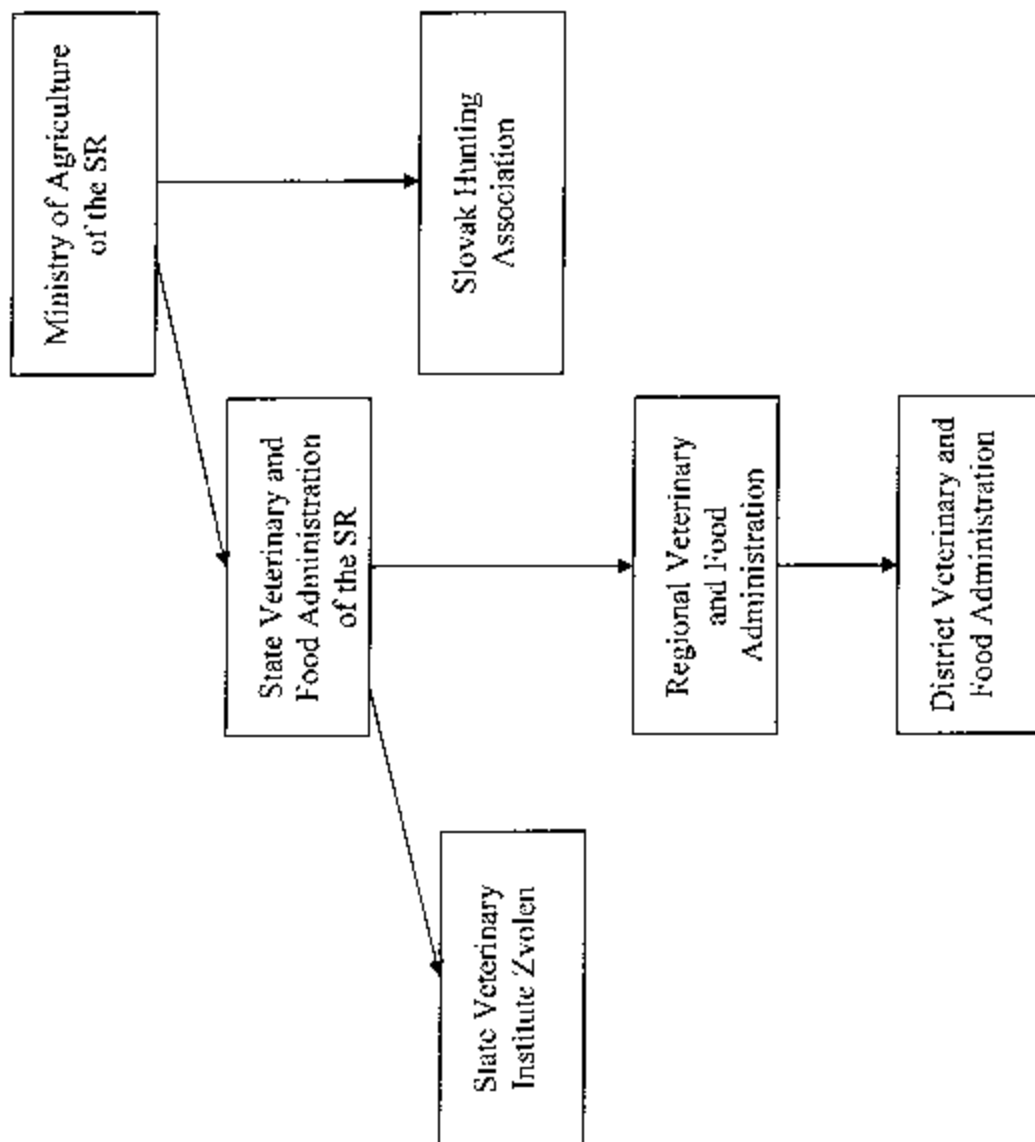 Ministry of Agriculture
of the SR
State Veterinary and
Food Administration
of the SR
Slovak Hunting
Association
State Veterinary
Institute Zvolen
Regional Veterinary
and Food
Administration
District Veterinary and
Food Administration